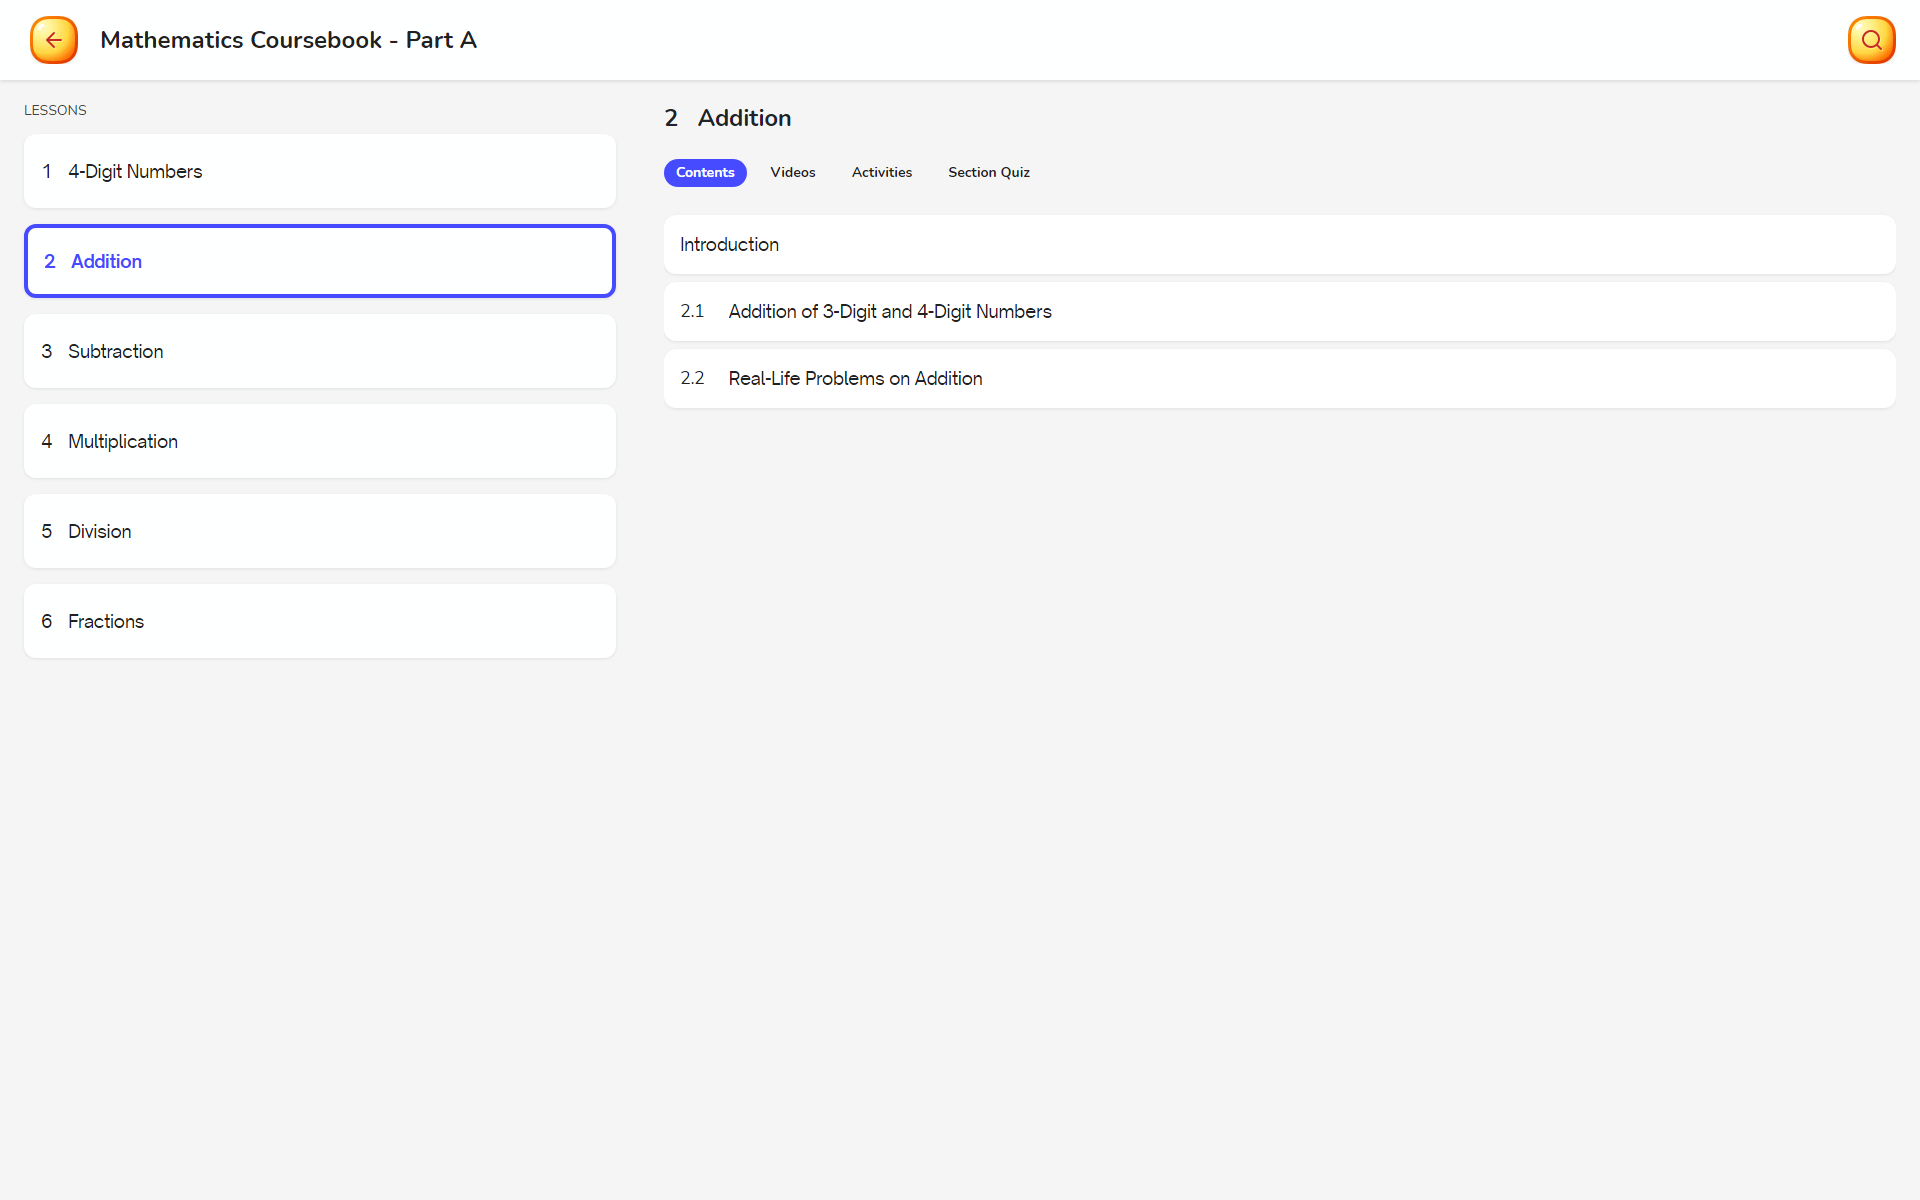 Mathematics Coursebook - Part A
LESSONS
1 4-Digit Numbers
2 Addition
3 Subtraction
4 Multiplication
5 Division
6 Fractions
2 Addition
Contents Videos Activities Section Quiz
Introduction
2.1 Addition of 3-Digit and 4-Digit Numbers
2.2 Real-Life Problems on Addition